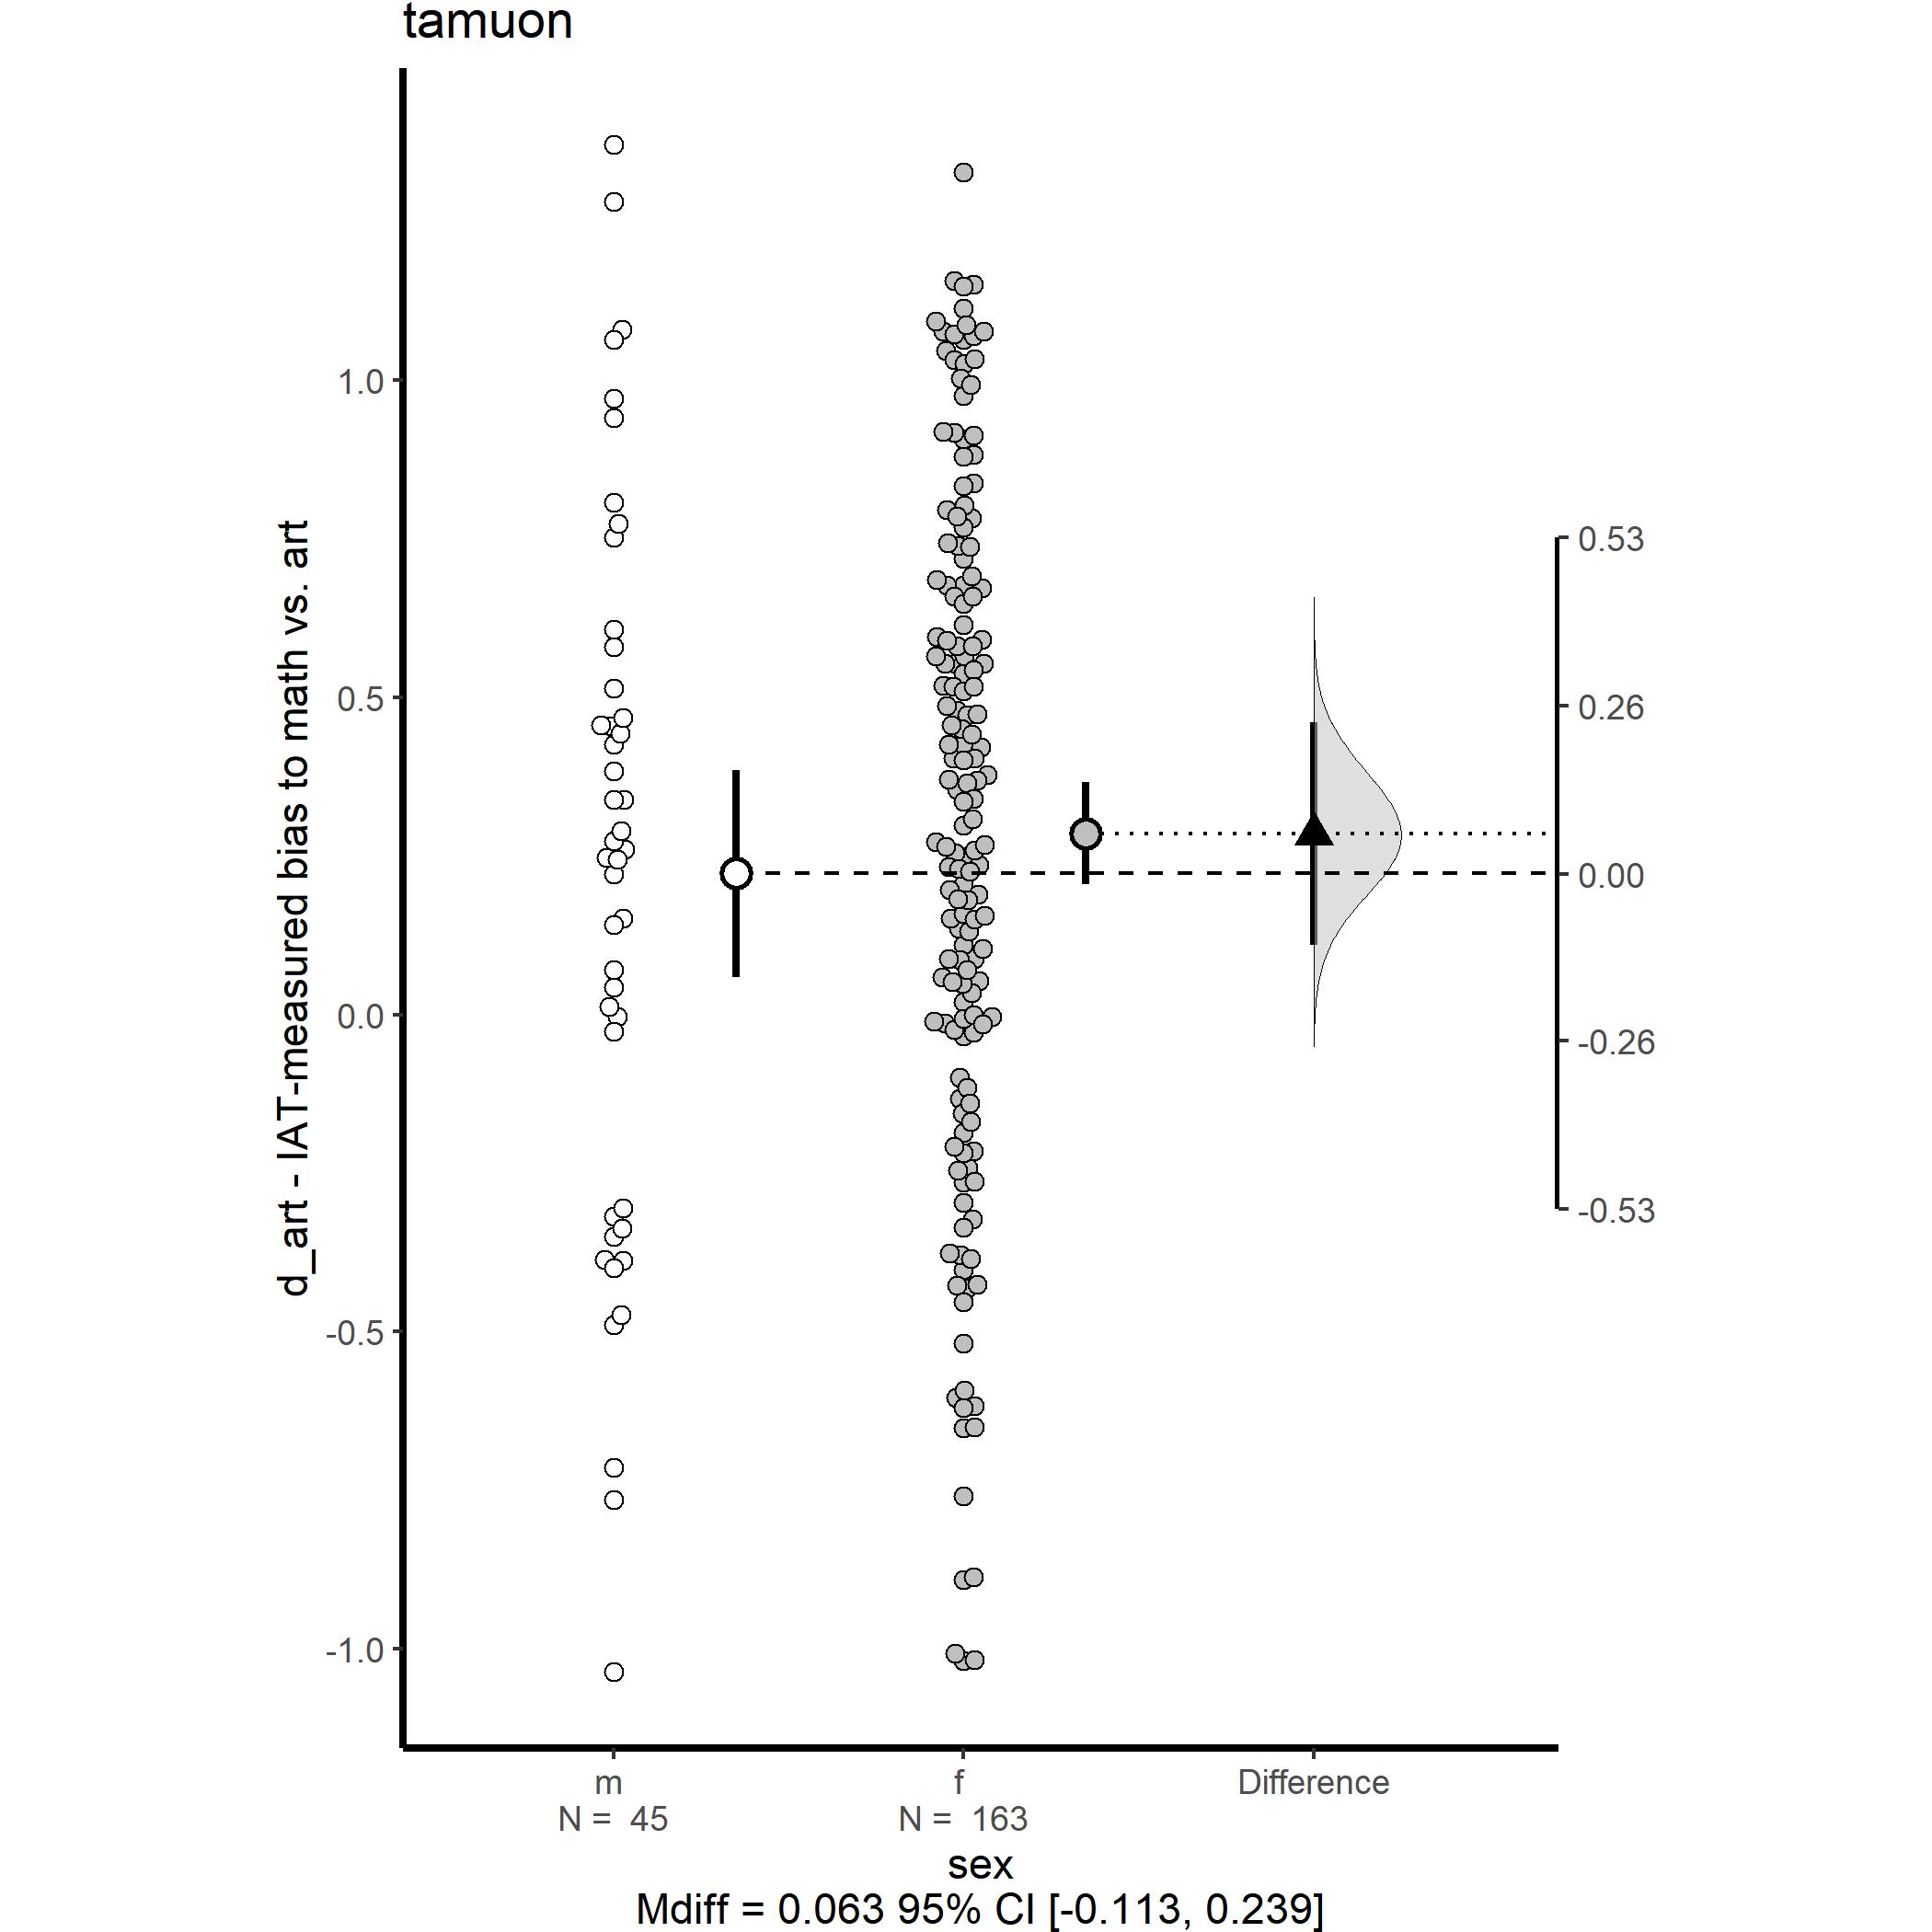 tamuon
d_art - IAT-measured bias to math vs. art
1.0
0.5
0.0
-0.5
-1.0
0.53
0.26
0.00
-0.26
-0.53
m
N =  45
f
N =  163
Difference
sex
Mdiff = 0.063 95% CI [-0.113, 0.239]